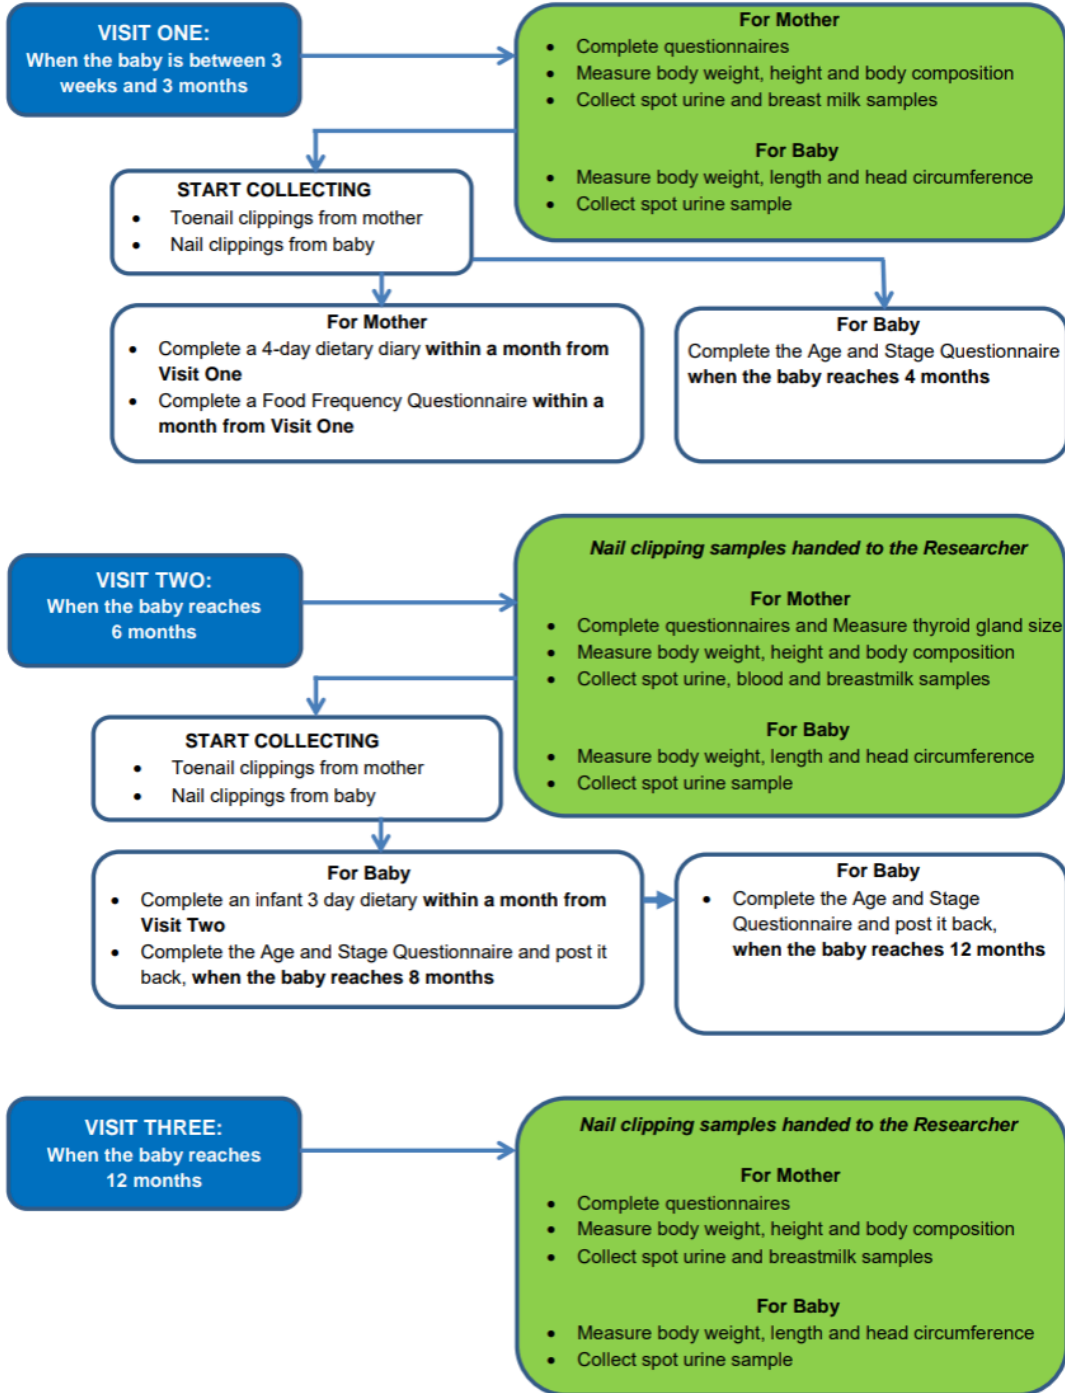 VISIT ONE:
When the baby is between 3
weeks and 3 months
For Mother
• Complete questionnaires
• Measure body weight, height and body composition
• Collect spot urine and breast milk samples
For Baby
• Measure body weight, length and head circumference
• Collect spot urine sample
START COLLECTING
• Toenail clippings from mother
• Nail clippings from baby
For Mother
• Complete a 4-day dietary diary within a month from
Visit One
• Complete a Food Frequency Questionnaire within a
month from Visit One
For Baby
Complete the Age and Stage Questionnaire
when the baby reaches 4 months
VISIT TWO:
When the baby reaches
6 months
Nail clipping samples handed to the Researcher
For Mother
• Complete questionnaires and Measure thyroid gland size
• Measure body weight, height and body composition
• Collect spot urine, blood and breastmilk samples
For Baby
• Measure body weight, length and head circumference
• Collect spot urine sample
START COLLECTING
• Toenail clippings from mother
• Nail clippings from baby
For Baby
• Complete an infant 3 day dietary within a month from
Visit Two
• Complete the Age and Stage Questionnaire and post it
back, when the baby reaches 8 months
For Baby
• Complete the Age and Stage
Questionnaire and post it back,
when the baby reaches 12 months
VISIT THREE:
When the baby reaches
12 months
Nail clipping samples handed to the Researcher
For Mother
• Complete questionnaires
• Measure body weight, height and body composition
• Collect spot urine and breastmilk samples
For Baby
• Measure body weight, length and head circumference
• Collect spot urine sample